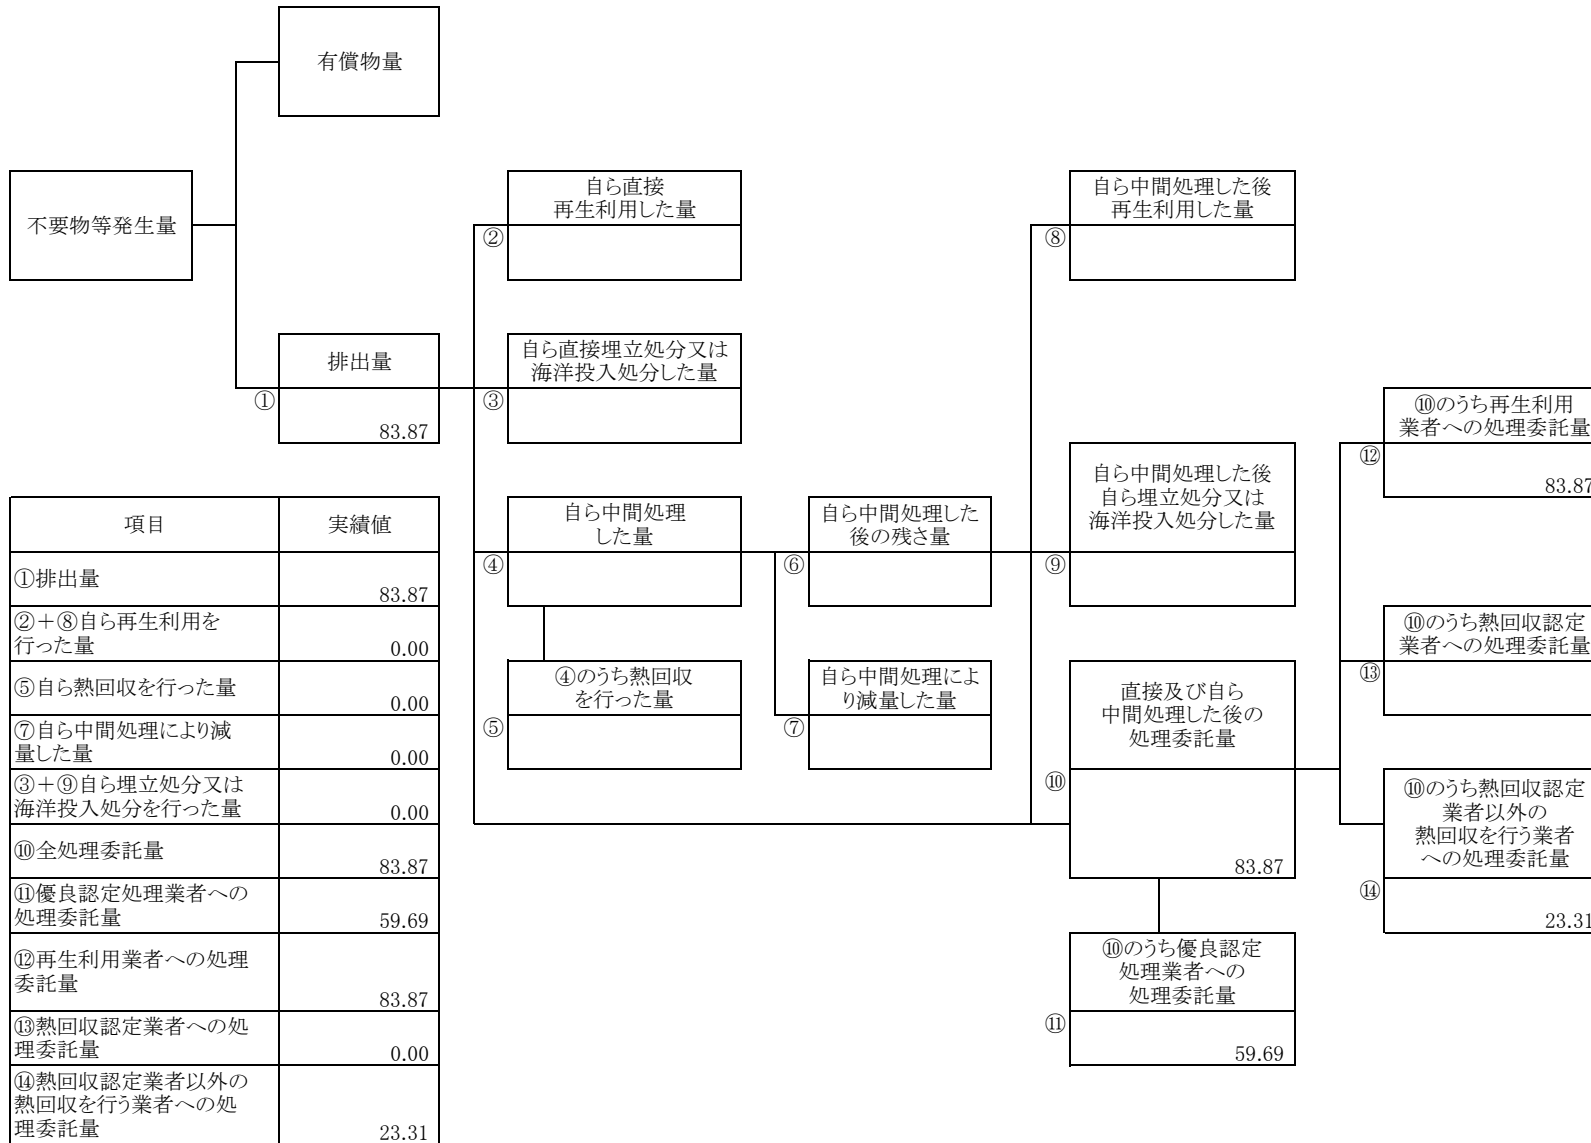 有償物量
不要物等発生量
自ら直接
再生利用した量
②
自ら中間処理した後
再生利用した量
⑧
排出量
①
83.87
自ら直接埋立処分又は
海洋投入処分した量
③
⑩のうち再生利用
業者への処理委託量
⑫
83.87
自ら中間処理
した量
④
自ら中間処理した
後の残さ量
⑥
自ら中間処理した後
自ら埋立処分又は
海洋投入処分した量
⑨
④のうち熱回収
を行った量
⑤
自ら中間処理によ
り減量した量
⑦
直接及び自ら
中間処理した後の
処理委託量
⑩
83.87
⑩のうち熱回収認定
業者への処理委託量
⑬
⑩のうち熱回収認定
業者以外の
熱回収を行う業者
への処理委託量
⑭
23.31
⑩のうち優良認定
処理業者への
処理委託量
⑪
59.69
項目 実績値
①排出量 83.87
②+⑧自ら再生利用を
行った量 0.00
⑤自ら熱回収を行った量 0.00
⑦自ら中間処理により減
量した量 0.00
③+⑨自ら埋立処分又は
海洋投入処分を行った量 0.00
⑩全処理委託量 83.87
⑪優良認定処理業者への
処理委託量 59.69
⑫再生利用業者への処理
委託量 83.87
⑬熱回収認定業者への処
理委託量 0.00
⑭熱回収認定業者以外の
熱回収を行う業者への処
理委託量 23.31